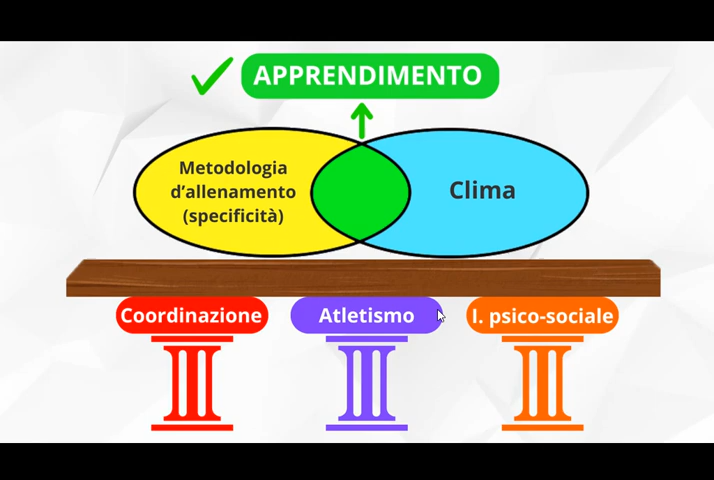 APPRENDIMENTO
Metodologia
d'allenamento
(specificità)
Clima
Coordinazione
Atletismo
I. psico-sociale